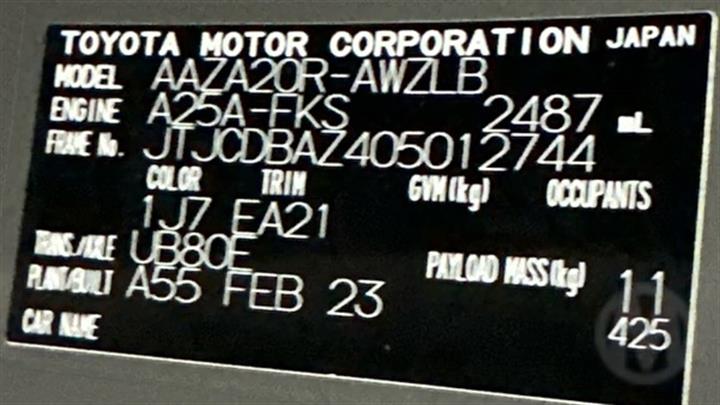 TOYOTA MOTOR CORPORATION JAPAN
MODEL AAZA20R-AWZLB
ENGINE A25A-FKS 2487 mL
FRAME No. JTJCDBAZ405012744
COLOR TRIM GVM(kg) OCCUPANTS
1J7 EA21
TRANS./AXLE UB80E PAYLOAD MASS(kg) 11
PLANT/BUILT A55 FEB 23 425
CAR NAME